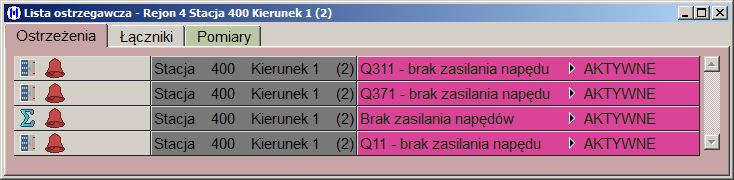 Lista ostrzegawcza - Rejon 4 Stacja 400 Kierunek 1 (2)
Ostrzeżenia Łączniki Pomiary
Stacja 400 Kierunek 1 (2) Q311 - brak zasilania napędu AKTYWNE
Stacja 400 Kierunek 1 (2) Q371 - brak zasilania napędu AKTYWNE
Stacja 400 Kierunek 1 (2) Brak zasilania napędów AKTYWNE
Stacja 400 Kierunek 1 (2) Q11 - brak zasilania napędu AKTYWNE